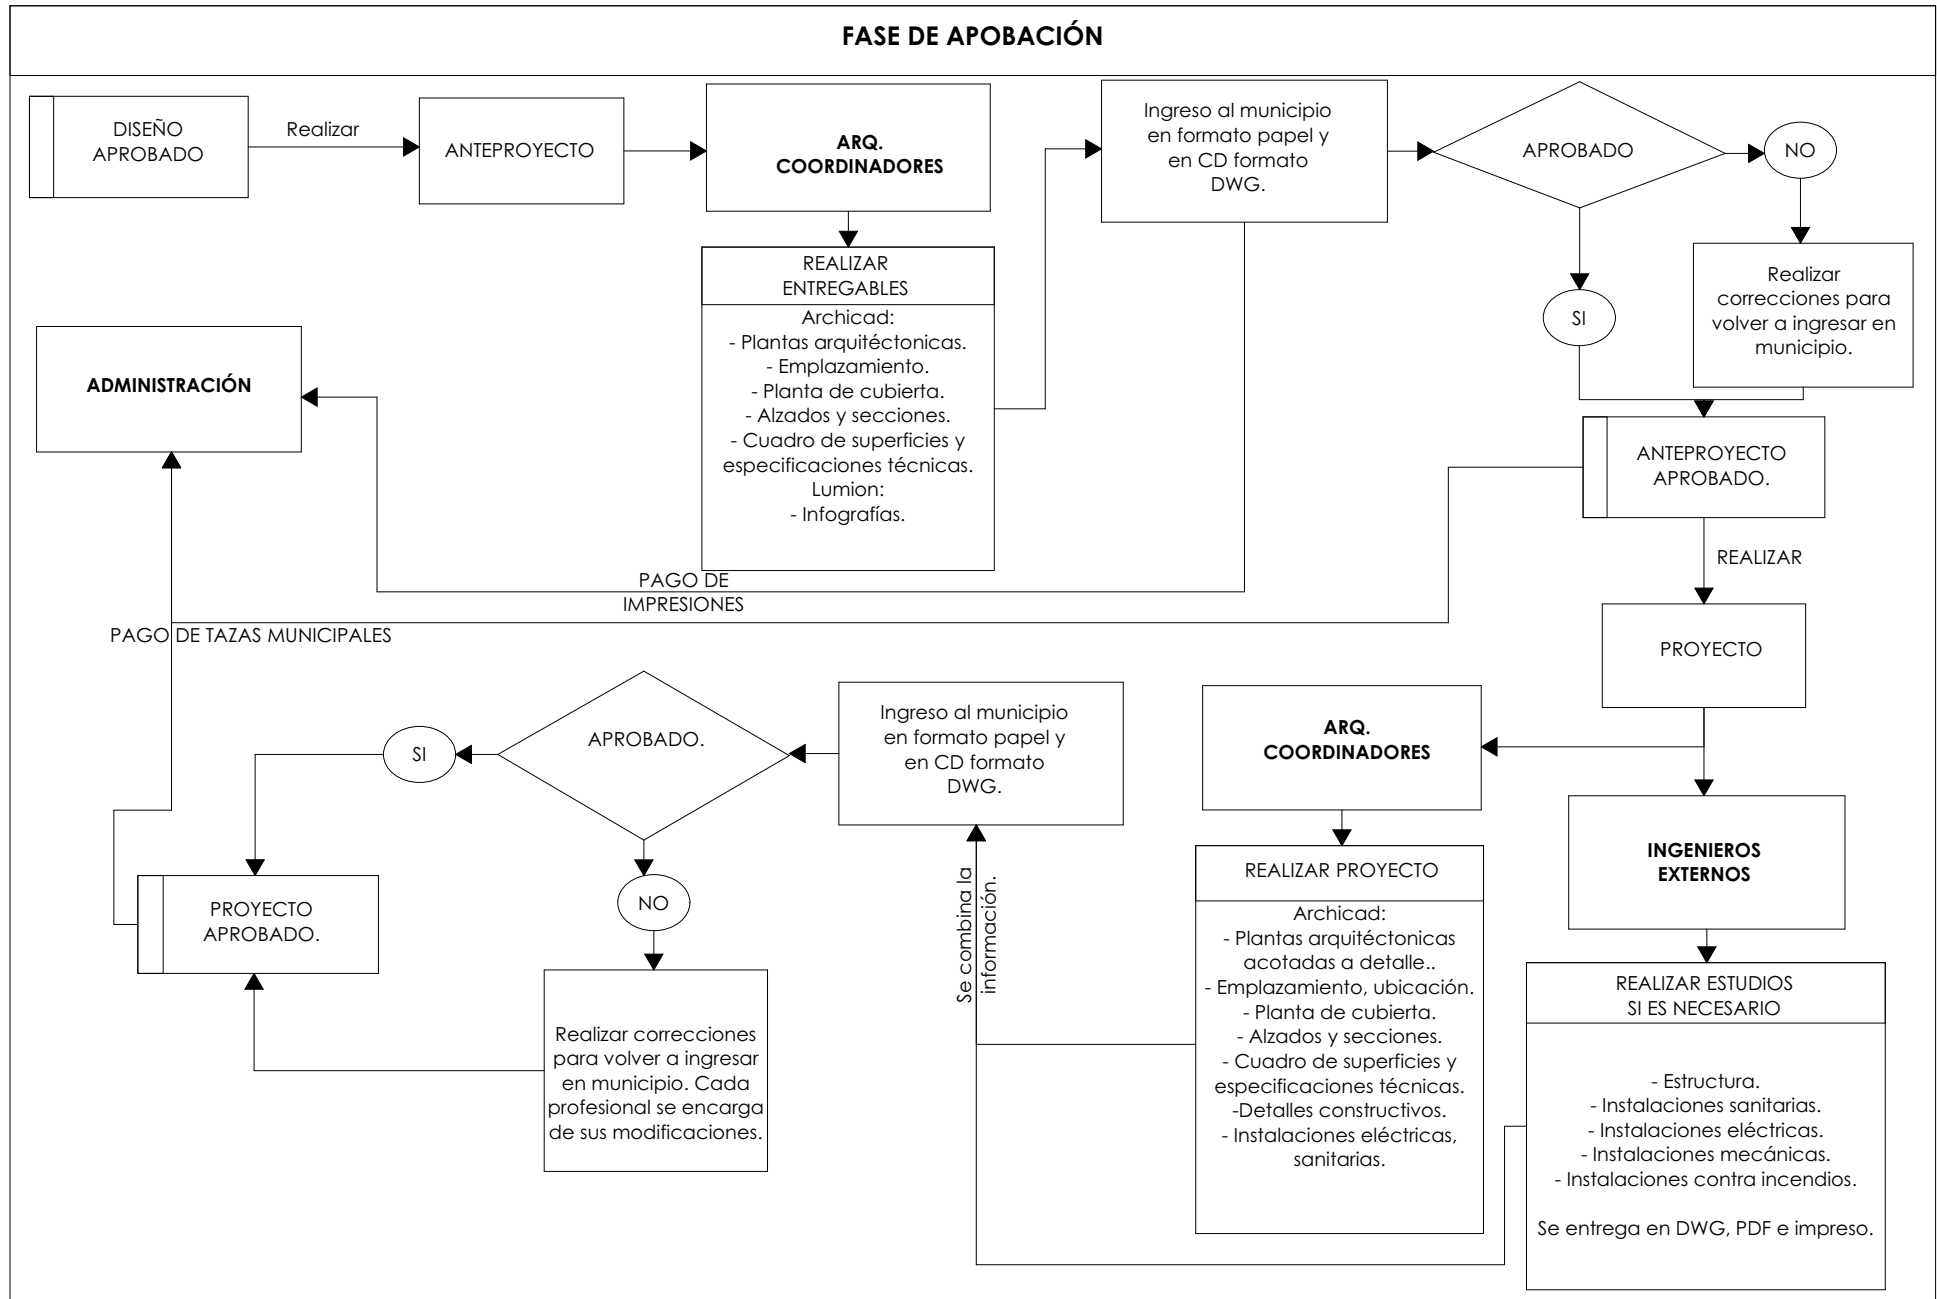 FASE DE APOBACIÓN
DISEÑO
APROBADO
Realizar
ANTEPROYECTO
ARQ.
COORDINADORES
Ingreso al municipio
en formato papel y
en CD formato
DWG.
APROBADO
NO
SI
Realizar
correcciones para
volver a ingresar en
municipio.
REALIZAR
ENTREGABLES
Archicad:
- Plantas arquitéctonicas.
- Emplazamiento.
- Planta de cubierta.
- Alzados y secciones.
- Cuadro de superficies y
especificaciones técnicas.
Lumion:
- Infografías.
ADMINISTRACIÓN
ANTEPROYECTO
APROBADO.
REALIZAR
PAGO DE
IMPRESIONES
PAGO DE TAZAS MUNICIPALES
PROYECTO
ARQ.
COORDINADORES
INGENIEROS
EXTERNOS
Ingreso al municipio
en formato papel y
en CD formato
DWG.
APROBADO.
SI
NO
PROYECTO
APROBADO.
Realizar correcciones
para volver a ingresar
en municipio. Cada
profesional se encarga
de sus modificaciones.
Se combina la
información.
REALIZAR PROYECTO
Archicad:
- Plantas arquitéctonicas
acotadas a detalle..
- Emplazamiento, ubicación.
- Planta de cubierta.
- Alzados y secciones.
- Cuadro de superficies y
especificaciones técnicas.
-Detalles constructivos.
- Instalaciones eléctricas,
sanitarias.
REALIZAR ESTUDIOS
SI ES NECESARIO
- Estructura.
- Instalaciones sanitarias.
- Instalaciones eléctricas.
- Instalaciones mecánicas.
- Instalaciones contra incendios.
Se entrega en DWG, PDF e impreso.